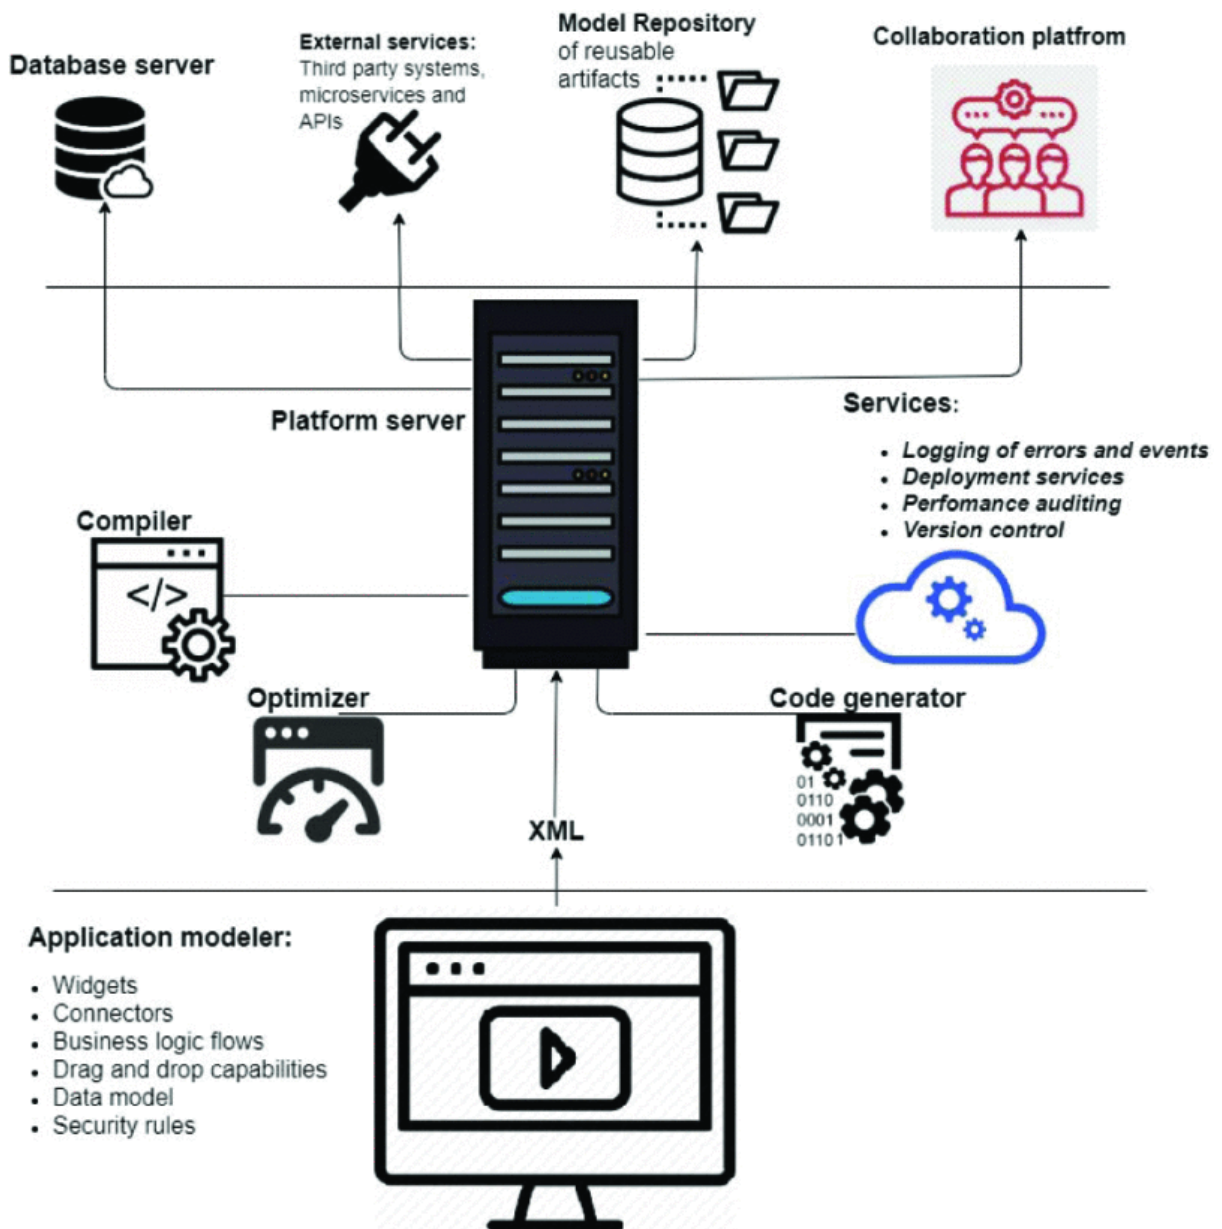 Database server
External services:
Third party systems,
microservices and
APIs
Model Repository
of reusable
artifacts
Collaboration platfrom
Platform server
Services:
• Logging of errors and events
• Deployment services
• Perfomance auditing
• Version control
Compiler
</>
Optimizer
Code generator
01
0110
0001
01101
XML
Application modeler:
• Widgets
• Connectors
• Business logic flows
• Drag and drop capabilities
• Data model
• Security rules